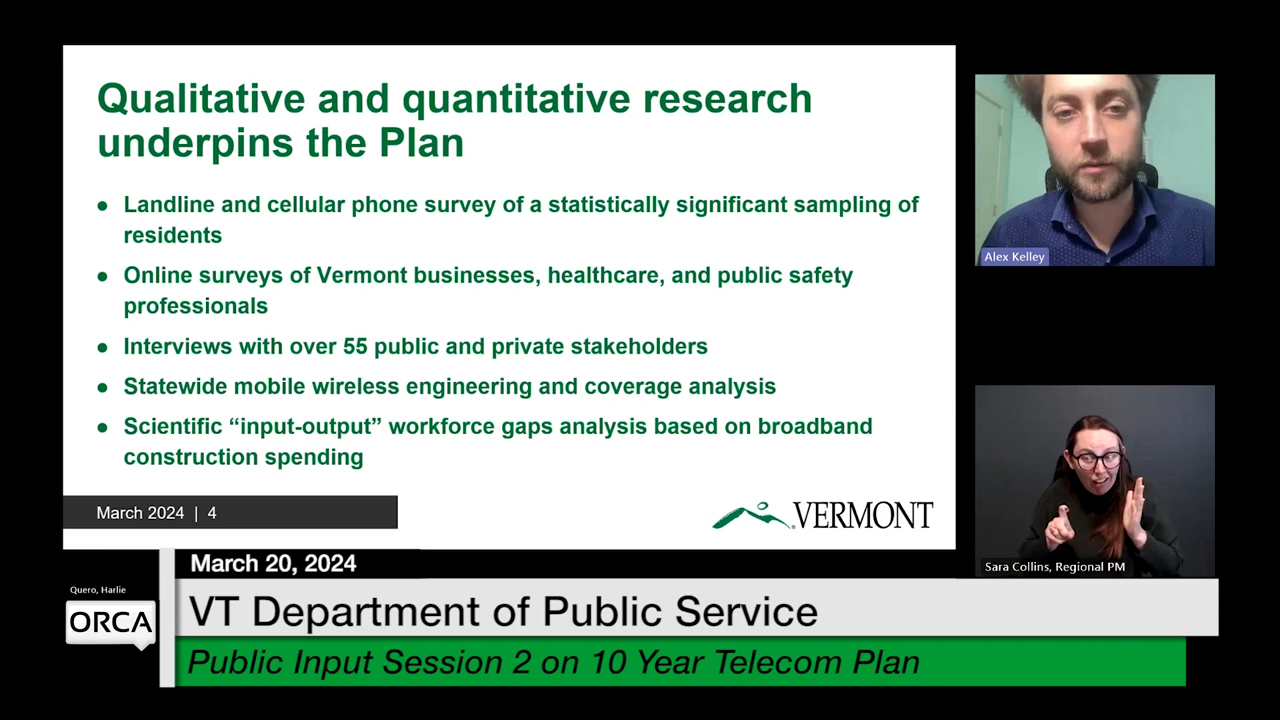 Qualitative and quantitative research
underpins the Plan
● Landline and cellular phone survey of a statistically significant sampling of
residents
● Online surveys of Vermont businesses, healthcare, and public safety
professionals
● Interviews with over 55 public and private stakeholders
● Statewide mobile wireless engineering and coverage analysis
● Scientific “input-output” workforce gaps analysis based on broadband
construction spending
March 2024 | 4
VERMONT
Alex Kelley
Sara Collins, Regional PM
March 20, 2024
Quero, Harlie
ORCA
VT Department of Public Service
Public Input Session 2 on 10 Year Telecom Plan